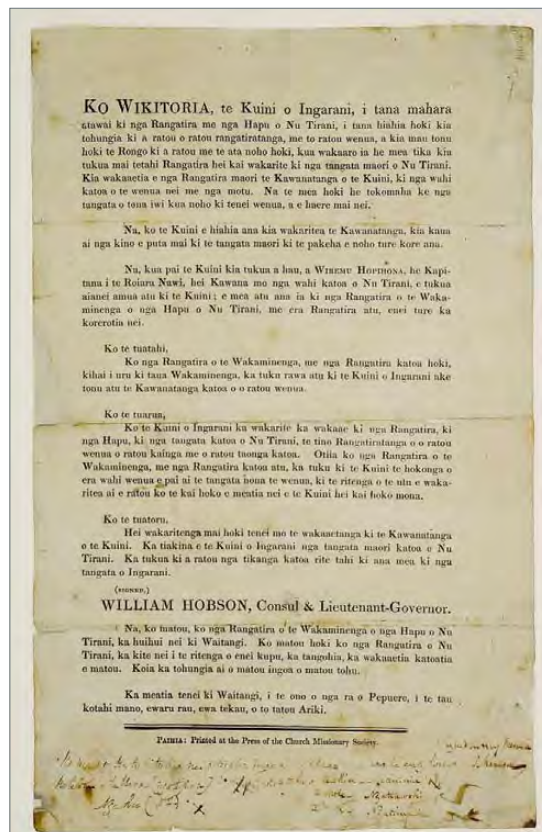 KO WIKITORIA, te Kuini o Ingarani, i tana mahara
atawai ki nga Rangatira me nga Hapu o Nu Tirani, i tana hiahia hoki kia
tohungia ki a ratou o ratou rangatiratanga, me to ratou wenua, a kia mau tonu
hoki te Rongo ki a ratou me te ata noho hoki, kua wakaaro ia he mea tika kia
tukua mai tetahi Rangatira hei kai wakarite ki nga tangata maori o Nu Tirani.
Kia wakaaetia e nga Rangatira maori te Kawanatanga o te Kuini, ki nga wahi
katoa o te wenua nei me nga motu. Na te mea hoki he tokomaha ke nga
tangata o tona iwi kua noho ki tenei wenua, a e haere mai nei.
Na, ko te Kuini e hiahia ana kia wakaritea te Kawanatanga, kia kaua
ai nga kino e puta mai ki te tangata maori ki te pakeha e noho ture kore ana.
Na, kua pai te Kuini kia tukua a hau, a WIREMU HOPIHONA, he Kapi-
tana i te Roiara Nawi, hei Kawana mo nga wahi katoa o Nu Tirani, e tukua
aianei amua atu ki te Kuini; e mea atu ana ia ki nga Rangatira o te Waka-
minenga o nga Hapu o Nu Tirani, me era Rangatira atu, enei ture ka
korerotia nei.
Ko te tuatahi,
Ko nga Rangatira o te Wakaminenga, me nga Rangatira katoa hoki,
kihai i uru ki taua Wakaminenga, ka tuku rawa atu ki te Kuini o Ingarani ake
tonu atu te Kawanatanga katoa o o ratou wenua.
Ko te tuarua,
Ko te Kuini o Ingarani ka wakarite ka wakaae ki nga Rangatira, ki
nga Hapu, ki nga tangata katoa o Nu Tirani, te tino Rangatiratanga o o ratou
wenua o ratou kainga me o ratou taonga katoa. Otiia ko nga Rangatira o te
Wakaminenga, me nga Rangatira katoa atu, ka tuku ki te Kuini te hokonga o
era wahi wenua e pai ai te tangata nona te wenua, ki te ritenga o te utu e waka-
ritea ai e ratou ko te kai hoko e meatia nei e te Kuini hei kai hoko mona.
Ko te tuatoru,
Hei wakaritenga mai hoki tenei mo te wakaaetanga ki te Kawanatanga
o te Kuini. Ka tiakina e te Kuini o Ingarani nga tangata maori katoa o Nu
Tirani. Ka tukua ki a ratou nga tikanga katoa rite tahi ki ana mea ki nga
tangata o Ingarani.
(SIGNED,)
WILLIAM HOBSON, Consul & Lieutenant-Governor.
Na, ko matou, ko nga Rangatira o te Wakaminenga o nga Hapu o Nu
Tirani, ka huihui nei ki Waitangi. Ko matou hoki ko nga Rangatira o Nu
Tirani, ka kite nei i te ritenga o enei kupu, ka tangohia, ka wakaaetia katoatia
e matou. Koia ka tohungia ai o matou ingoa o matou tohu.
Ka meatia tenei ki Waitangi, i te ono o nga ra o Pepuere, i te tau
kotahi mano, ewaru rau, ewa tekau, o to tatou Ariki.
PAIHIA: Printed at the Press of the Church Missionary Society.